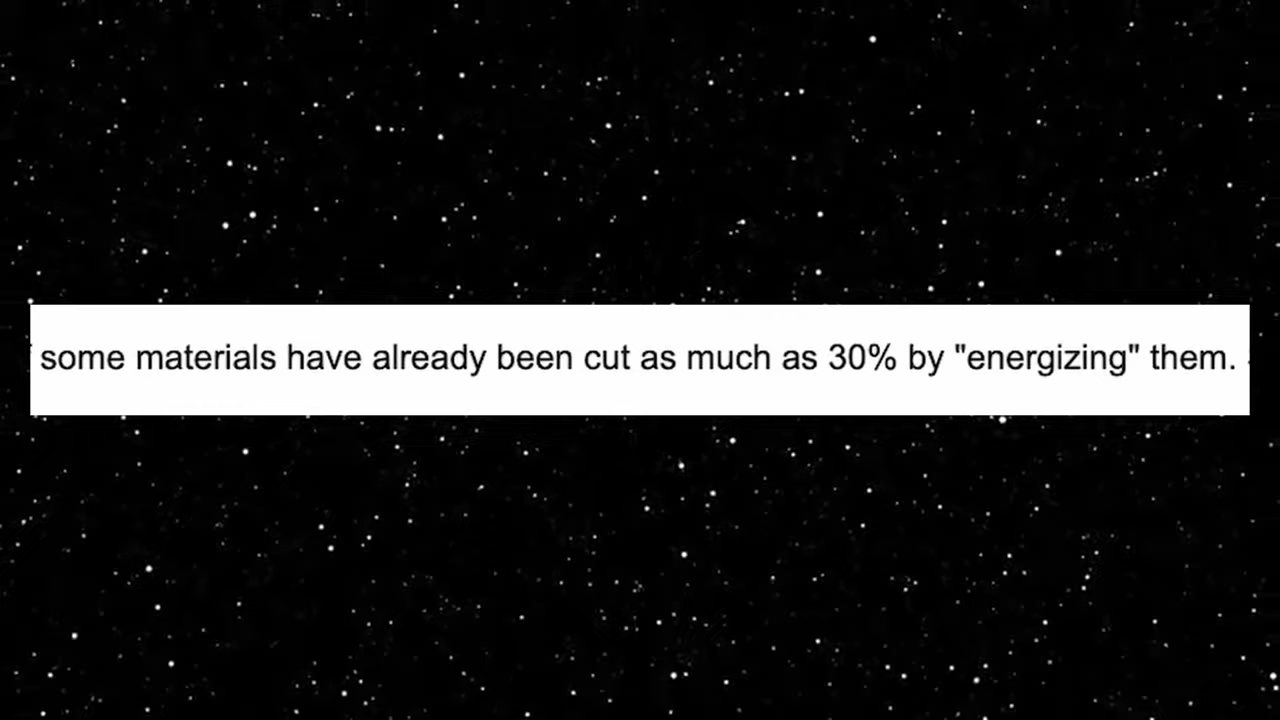 some materials have already been cut as much as 30% by "energizing" them.